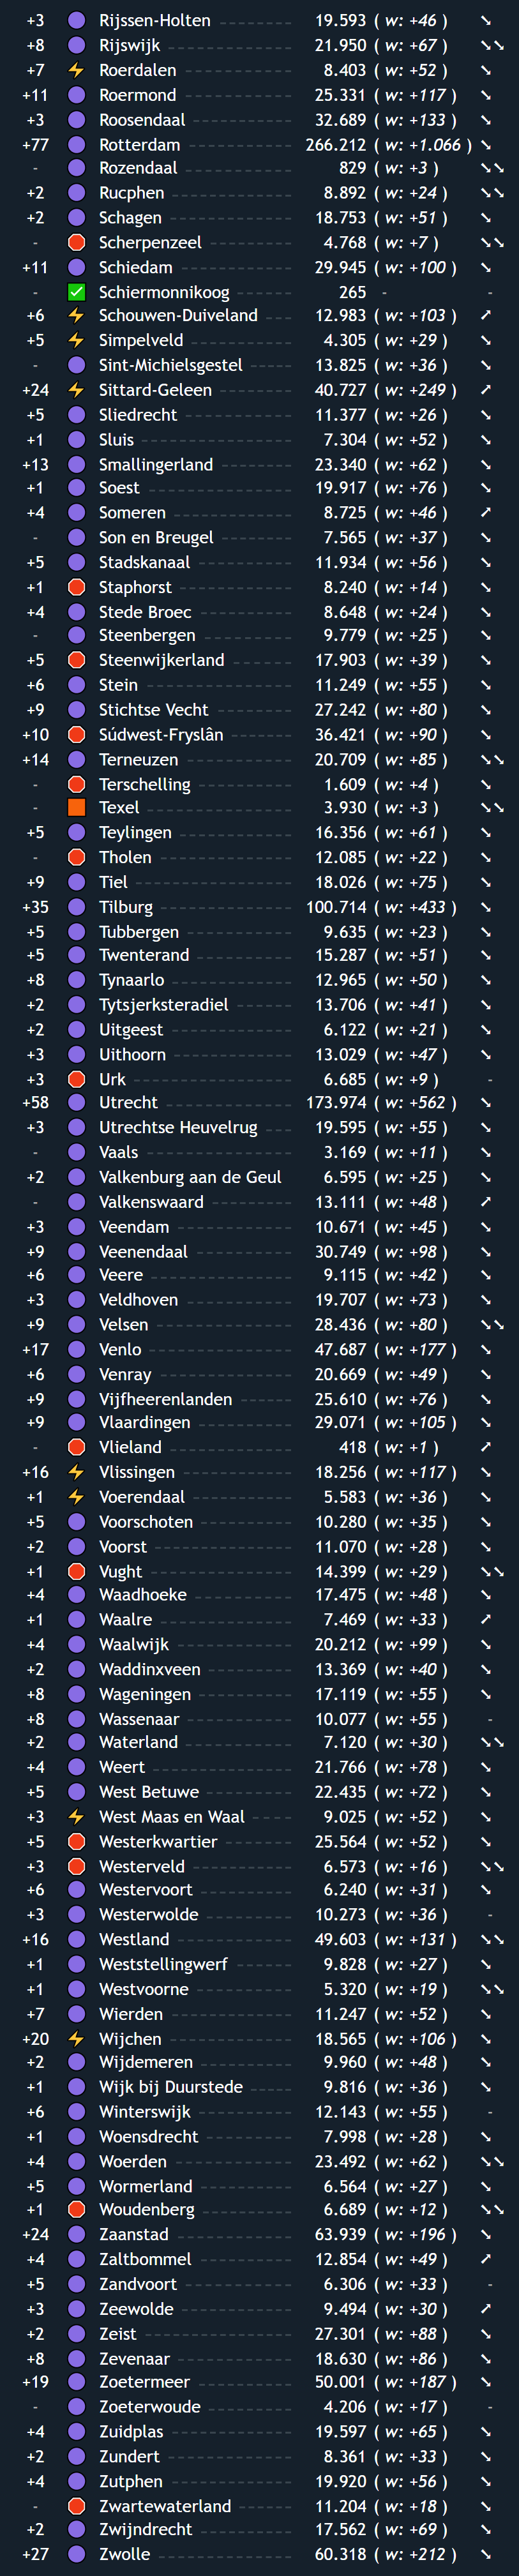 +3 Rijssen-Holten 19.593 ( w: +46 ) ➘
+8 Rijswijk 21.950 ( w: +67 ) ➘➘
+7 ⚡ Roerdalen 8.403 ( w: +52 ) ➘
+11 Roermond 25.331 ( w: +117 ) ➘
+3 Roosendaal 32.689 ( w: +133 ) ➘
+77 Rotterdam 266.212 ( w: +1.066 ) ➘
- Rozendaal 829 ( w: +3 ) ➘➘
+2 Rucphen 8.892 ( w: +24 ) ➘➘
+2 Schagen 18.753 ( w: +51 ) ➘
- Scherpenzeel 4.768 ( w: +7 ) ➘➘
+11 Schiedam 29.945 ( w: +100 ) ➘
- ✅ Schiermonnikoog 265 - -
+6 ⚡ Schouwen-Duiveland 12.983 ( w: +103 ) ➚
+5 ⚡ Simpelveld 4.305 ( w: +29 ) ➘
- Sint-Michielsgestel 13.825 ( w: +36 ) ➘
+24 ⚡ Sittard-Geleen 40.727 ( w: +249 ) ➚
+5 Sliedrecht 11.377 ( w: +26 ) ➘
+1 Sluis 7.304 ( w: +52 ) ➘
+13 Smallingerland 23.340 ( w: +62 ) ➘
+1 Soest 19.917 ( w: +76 ) ➘
+4 Someren 8.725 ( w: +46 ) ➚
- Son en Breugel 7.565 ( w: +37 ) ➘
+5 Stadskanaal 11.934 ( w: +56 ) ➘
+1 Staphorst 8.240 ( w: +14 ) ➘
+4 Stede Broec 8.648 ( w: +24 ) ➘
- Steenbergen 9.779 ( w: +25 ) ➘
+5 Steenwijkerland 17.903 ( w: +39 ) ➘
+6 Stein 11.249 ( w: +55 ) ➘
+9 Stichtse Vecht 27.242 ( w: +80 ) ➘
+10 Súdwest-Fryslân 36.421 ( w: +90 ) ➘
+14 Terneuzen 20.709 ( w: +85 ) ➘➘
- Terschelling 1.609 ( w: +4 ) ➘
- Texel 3.930 ( w: +3 ) ➘➘
+5 Teylingen 16.356 ( w: +61 ) ➘
- Tholen 12.085 ( w: +22 ) ➘
+9 Tiel 18.026 ( w: +75 ) ➘
+35 Tilburg 100.714 ( w: +433 ) ➘
+5 Tubbergen 9.635 ( w: +23 ) ➘
+5 Twenterand 15.287 ( w: +51 ) ➘
+8 Tynaarlo 12.965 ( w: +50 ) ➘
+2 Tytsjerksteradiel 13.706 ( w: +41 ) ➘
+2 Uitgeest 6.122 ( w: +21 ) ➘
+3 Uithoorn 13.029 ( w: +47 ) ➘
+3 Urk 6.685 ( w: +9 ) -
+58 Utrecht 173.974 ( w: +562 ) ➘
+3 Utrechtse Heuvelrug 19.595 ( w: +55 ) ➘
- Vaals 3.169 ( w: +11 ) ➘
+2 Valkenburg aan de Geul 6.595 ( w: +25 ) ➘
- Valkenswaard 13.111 ( w: +48 ) ➚
+3 Veendam 10.671 ( w: +45 ) ➘
+9 Veenendaal 30.749 ( w: +98 ) ➘
+6 Veere 9.115 ( w: +42 ) ➘
+3 Veldhoven 19.707 ( w: +73 ) ➘
+9 Velsen 28.436 ( w: +80 ) ➘➘
+17 Venlo 47.687 ( w: +177 ) ➘
+6 Venray 20.669 ( w: +49 ) ➘
+9 Vijfheerenlanden 25.610 ( w: +76 ) ➘
+9 Vlaardingen 29.071 ( w: +105 ) ➘
- Vlieland 418 ( w: +1 ) ➚
+16 ⚡ Vlissingen 18.256 ( w: +117 ) ➘
+1 ⚡ Voerendaal 5.583 ( w: +36 ) ➘
+5 Voorschoten 10.280 ( w: +35 ) ➘
+2 Voorst 11.070 ( w: +28 ) ➘
+1 Vught 14.399 ( w: +29 ) ➘➘
+4 Waadhoeke 17.475 ( w: +48 ) ➘
+1 Waalre 7.469 ( w: +33 ) ➚
+4 Waalwijk 20.212 ( w: +99 ) ➘
+2 Waddinxveen 13.369 ( w: +40 ) ➘
+8 Wageningen 17.119 ( w: +55 ) ➘
+8 Wassenaar 10.077 ( w: +55 ) -
+2 Waterland 7.120 ( w: +30 ) ➘➘
+4 Weert 21.766 ( w: +78 ) ➘
+5 West Betuwe 22.435 ( w: +72 ) ➘
+3 ⚡ West Maas en Waal 9.025 ( w: +52 ) ➘
+5 Westerkwartier 25.564 ( w: +52 ) ➘
+3 Westerveld 6.573 ( w: +16 ) ➘➘
+6 Westervoort 6.240 ( w: +31 ) ➘
+3 Westerwolde 10.273 ( w: +36 ) -
+16 Westland 49.603 ( w: +131 ) ➘➘
+1 Weststellingwerf 9.828 ( w: +27 ) ➘
+1 Westvoorne 5.320 ( w: +19 ) ➘➘
+7 Wierden 11.247 ( w: +52 ) ➘
+20 ⚡ Wijchen 18.565 ( w: +106 ) ➘
+2 Wijdemeren 9.960 ( w: +48 ) ➘
+1 Wijk bij Duurstede 9.816 ( w: +36 ) ➘
+6 Winterswijk 12.143 ( w: +55 ) -
+1 Woensdrecht 7.998 ( w: +28 ) ➘
+4 Woerden 23.492 ( w: +62 ) ➘➘
+5 Wormerland 6.564 ( w: +27 ) ➘
+1 Woudenberg 6.689 ( w: +12 ) ➘➘
+24 Zaanstad 63.939 ( w: +196 ) ➘
+4 Zaltbommel 12.854 ( w: +49 ) ➚
+5 Zandvoort 6.306 ( w: +33 ) -
+3 Zeewolde 9.494 ( w: +30 ) ➚
+2 Zeist 27.301 ( w: +88 ) ➘
+8 Zevenaar 18.630 ( w: +86 ) ➘
+19 Zoetermeer 50.001 ( w: +187 ) ➘
- Zoeterwoude 4.206 ( w: +17 ) -
+4 Zuidplas 19.597 ( w: +65 ) ➘
+2 Zundert 8.361 ( w: +33 ) ➘
+4 Zutphen 19.920 ( w: +56 ) ➘
- Zwartewaterland 11.204 ( w: +18 ) ➘
+2 Zwijndrecht 17.562 ( w: +69 ) ➘
+27 Zwolle 60.318 ( w: +212 ) ➘